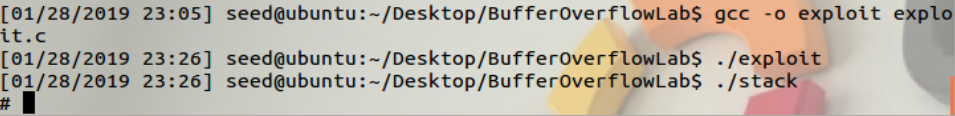 [01/28/2019 23:05] seed@ubuntu:~/Desktop/BufferOverflowLab$ gcc -o exploit explo
it.c
[01/28/2019 23:26] seed@ubuntu:~/Desktop/BufferOverflowLab$ ./exploit
[01/28/2019 23:26] seed@ubuntu:~/Desktop/BufferOverflowLab$ ./stack
#